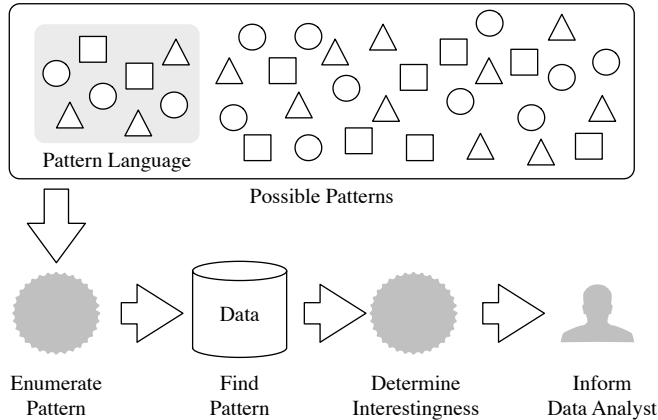 Pattern Language
Possible Patterns
Data
Enumerate
Pattern
Find
Pattern
Determine
Interestingness
Inform
Data Analyst